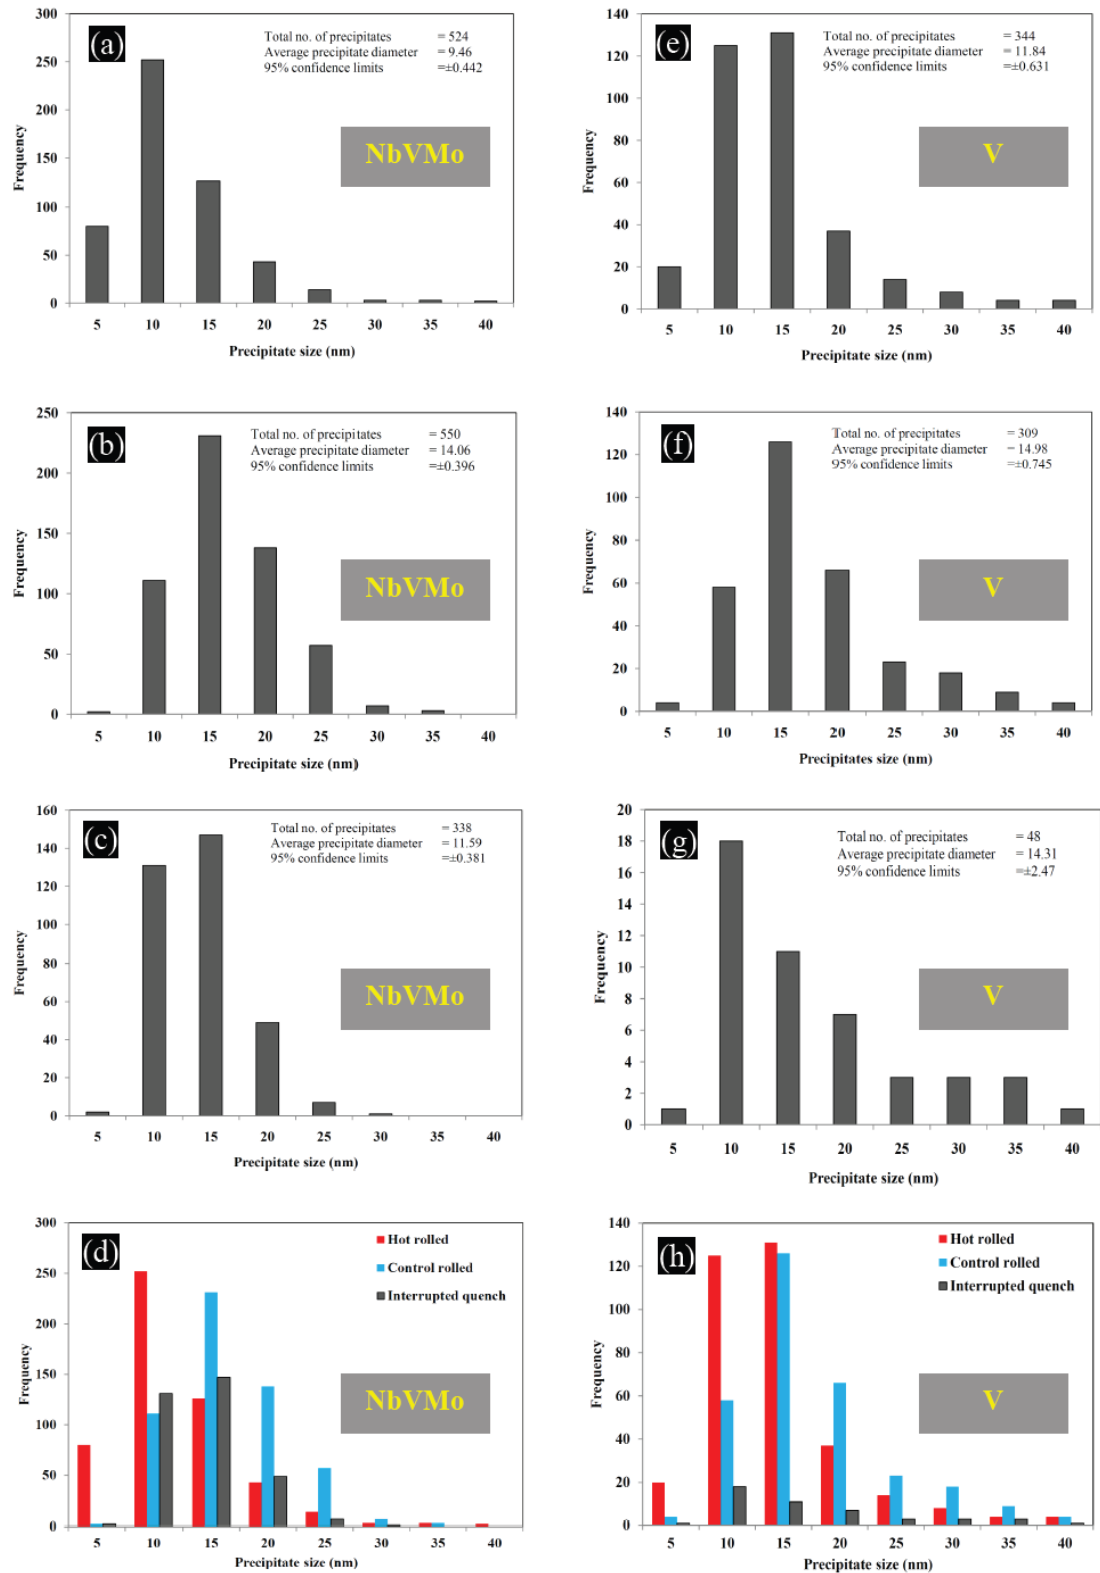 (a)
Total no. of precipitates = 524
Average precipitate diameter = 9.46
95% confidence limits =±0.442
NbVMo
Frequency
300
250
200
150
100
50
0
5 10 15 20 25 30 35 40
Precipitate size (nm)
(e)
Total no. of precipitates = 344
Average precipitate diameter = 11.84
95% confidence limits =±0.631
V
Frequency
140
120
100
80
60
40
20
0
5 10 15 20 25 30 35 40
Precipitate size (nm)
(b)
Total no. of precipitates = 550
Average precipitate diameter = 14.06
95% confidence limits =±0.396
NbVMo
Frequency
250
200
150
100
50
0
5 10 15 20 25 30 35 40
Precipitate size (nm)
(f)
Total no. of precipitates = 309
Average precipitate diameter = 14.98
95% confidence limits =±0.745
V
Frequency
140
120
100
80
60
40
20
0
5 10 15 20 25 30 35 40
Precipitates size (nm)
(c)
Total no. of precipitates = 338
Average precipitate diameter = 11.59
95% confidence limits =±0.381
NbVMo
Frequency
160
140
120
100
80
60
40
20
0
5 10 15 20 25 30 35 40
Precipitate size (nm)
(g)
Total no. of precipitates = 48
Average precipitate diameter = 14.31
95% confidence limits =±2.47
V
Frequency
20
18
16
14
12
10
8
6
4
2
0
5 10 15 20 25 30 35 40
Precipitate size (nm)
(d)
Hot rolled
Control rolled
Interrupted quench
NbVMo
Frequency
300
250
200
150
100
50
0
5 10 15 20 25 30 35 40
Precipitate size (nm)
(h)
Hot rolled
Control rolled
Interrupted quench
V
Frequency
140
120
100
80
60
40
20
0
5 10 15 20 25 30 35 40
Precipitate size (nm)